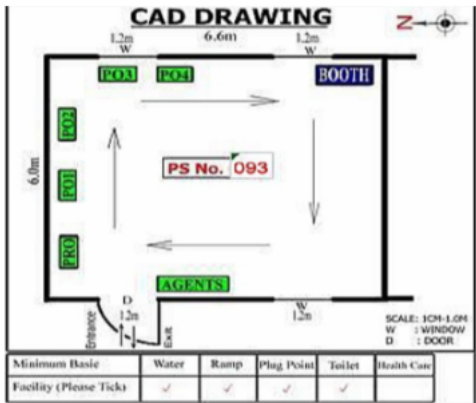 CAD DRAWING
6.6m
N
1.2m
W
1.2m
W
PO3
PO4
BOOTH
PO2
6.0m
PO1
PS No. 093
PRO
AGENTS
D
1.2m
Entrance
Exit
W
1.2m
SCALE: 1CM-1.0M
W : WINDOW
D : DOOR
Minimum Basic Water Ramp Plug Point Toilet Health Care
Facility (Please Tick) ✓ ✓ ✓ ✓